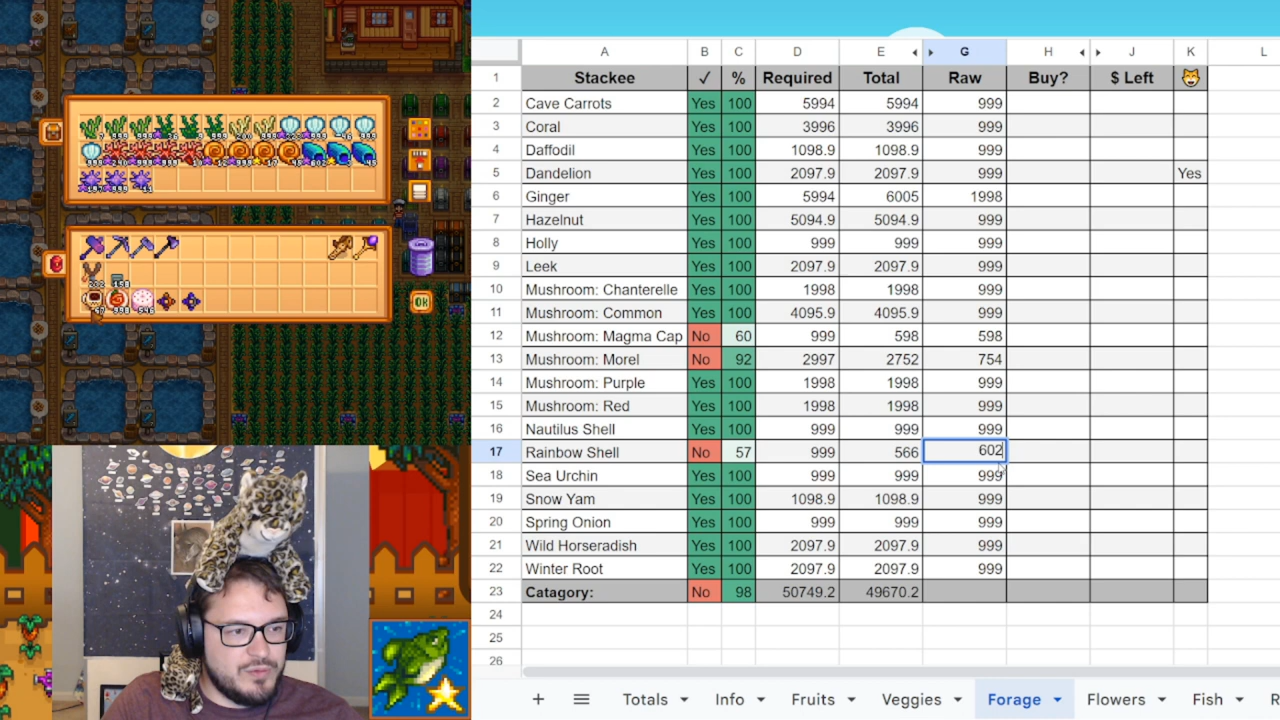 A B C D E G H J K L
1 Stackee ✓ % Required Total Raw Buy? $ Left
2 Cave Carrots Yes 100 5994 5994 999
3 Coral Yes 100 3996 3996 999
4 Daffodil Yes 100 1098.9 1098.9 999
5 Dandelion Yes 100 2097.9 2097.9 999 Yes
6 Ginger Yes 100 5994 6005 1998
7 Hazelnut Yes 100 5094.9 5094.9 999
8 Holly Yes 100 999 999 999
9 Leek Yes 100 2097.9 2097.9 999
10 Mushroom: Chanterelle Yes 100 1998 1998 999
11 Mushroom: Common Yes 100 4095.9 4095.9 999
12 Mushroom: Magma Cap No 60 999 598 598
13 Mushroom: Morel No 92 2997 2752 754
14 Mushroom: Purple Yes 100 1998 1998 999
15 Mushroom: Red Yes 100 1998 1998 999
16 Nautilus Shell Yes 100 999 999 999
17 Rainbow Shell No 57 999 566 602
18 Sea Urchin Yes 100 999 999 999
19 Snow Yam Yes 100 1098.9 1098.9 999
20 Spring Onion Yes 100 999 999 999
21 Wild Horseradish Yes 100 2097.9 2097.9 999
22 Winter Root Yes 100 2097.9 2097.9 999
23 Catagory: No 98 50749.2 49670.2
24
25
26
+ Totals Info Fruits Veggies Forage Flowers Fish
Ok